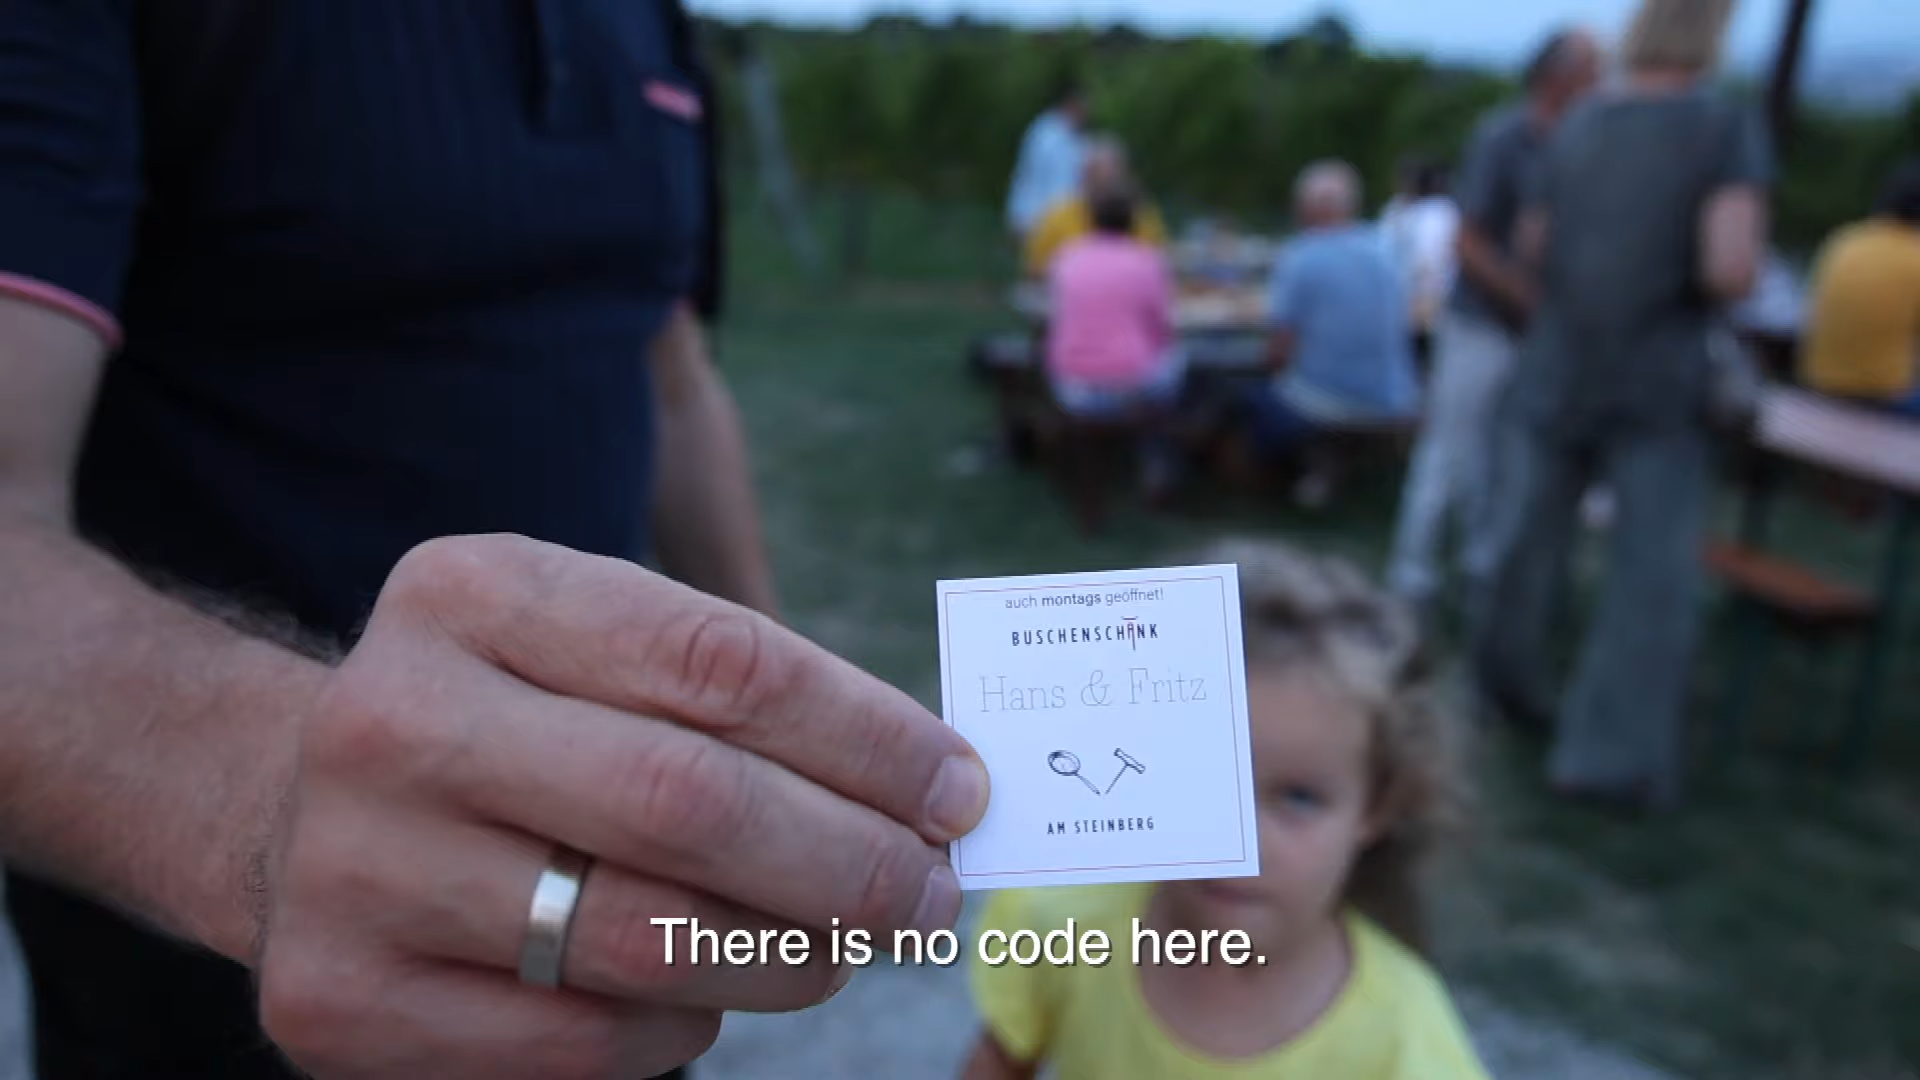 auch montags geöffnet!
BUSCHENSCHANK
Hans & Fritz
AM STEINBERG
There is no code here.